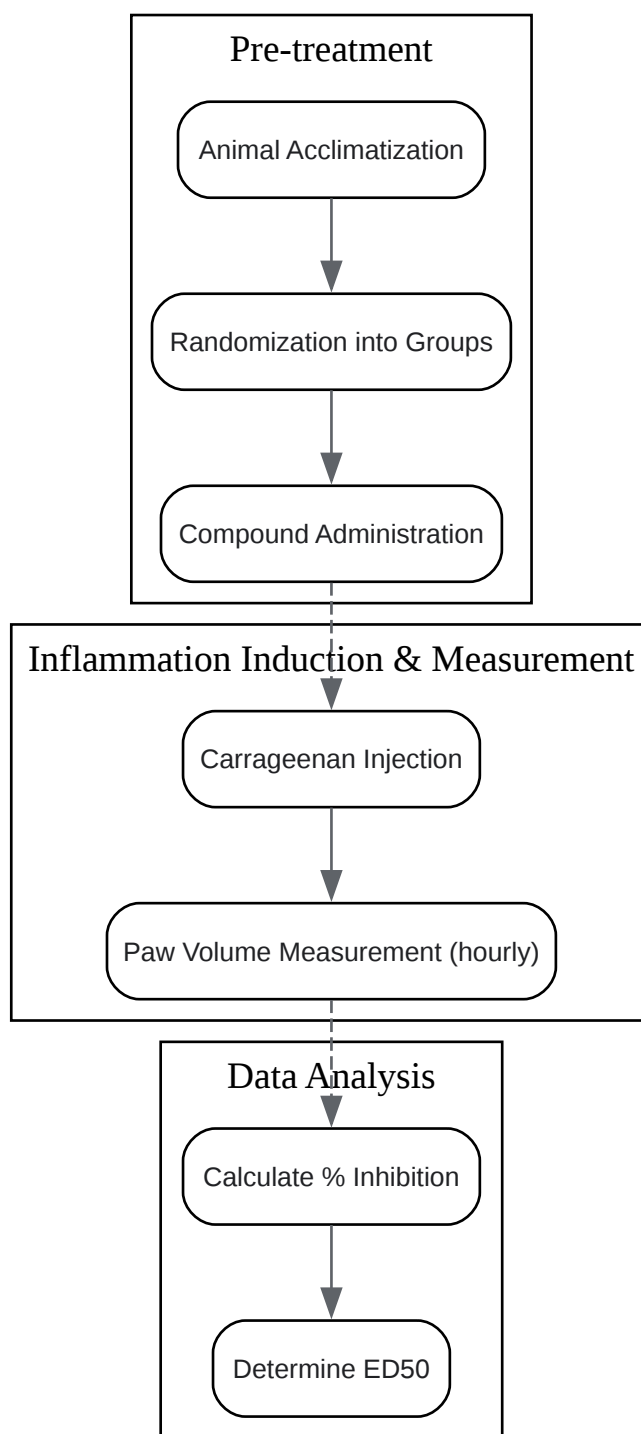 Pre-treatment
Animal Acclimatization
Randomization into Groups
Compound Administration
Inflammation Induction & Measurement
Carrageenan Injection
Paw Volume Measurement (hourly)
Data Analysis
Calculate % Inhibition
Determine ED50